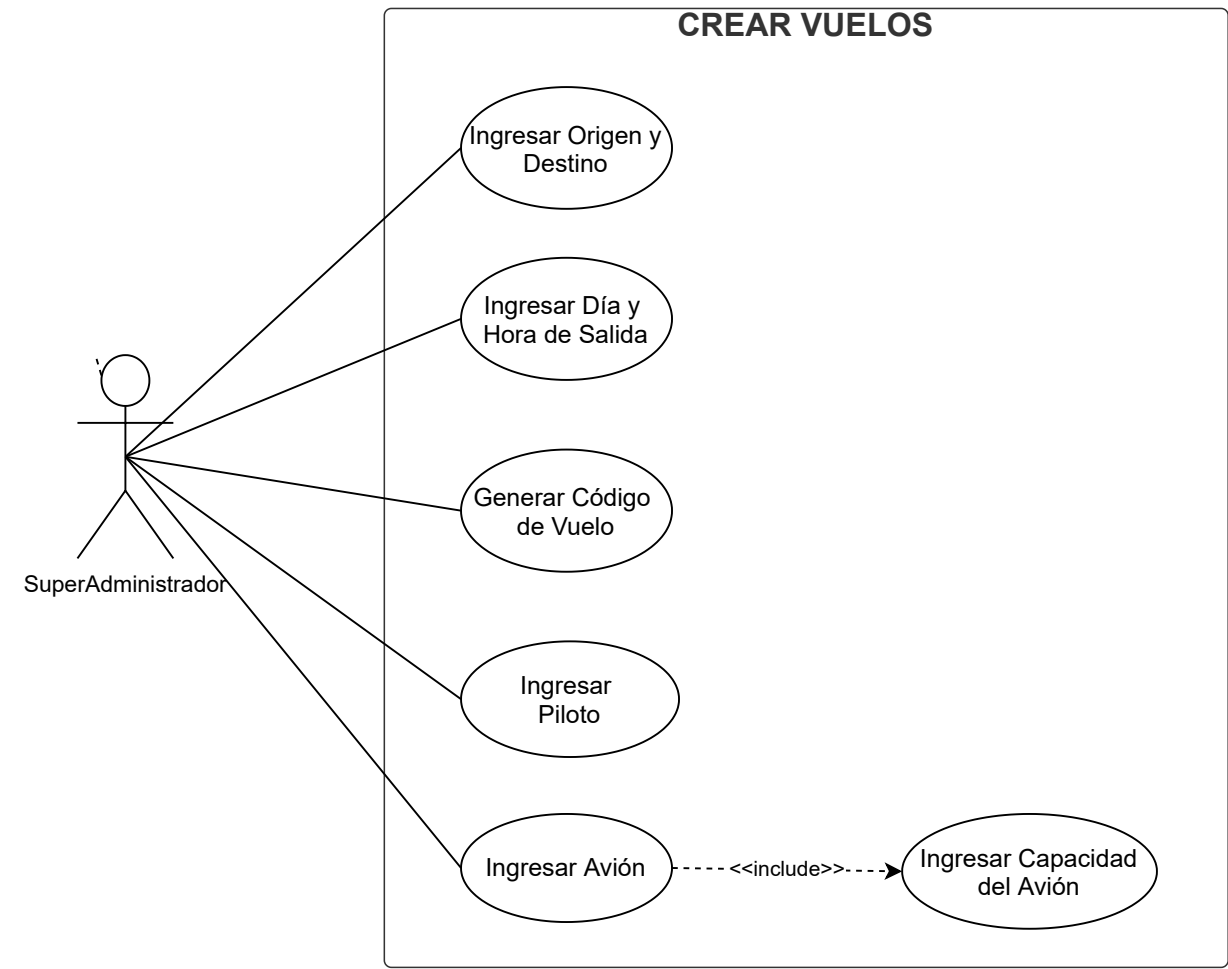 CREAR VUELOS
Ingresar Origen y
Destino
Ingresar Día y
Hora de Salida
Generar Código
de Vuelo
SuperAdministrador
Ingresar
Piloto
Ingresar Avión
<<include>>
Ingresar Capacidad
del Avión